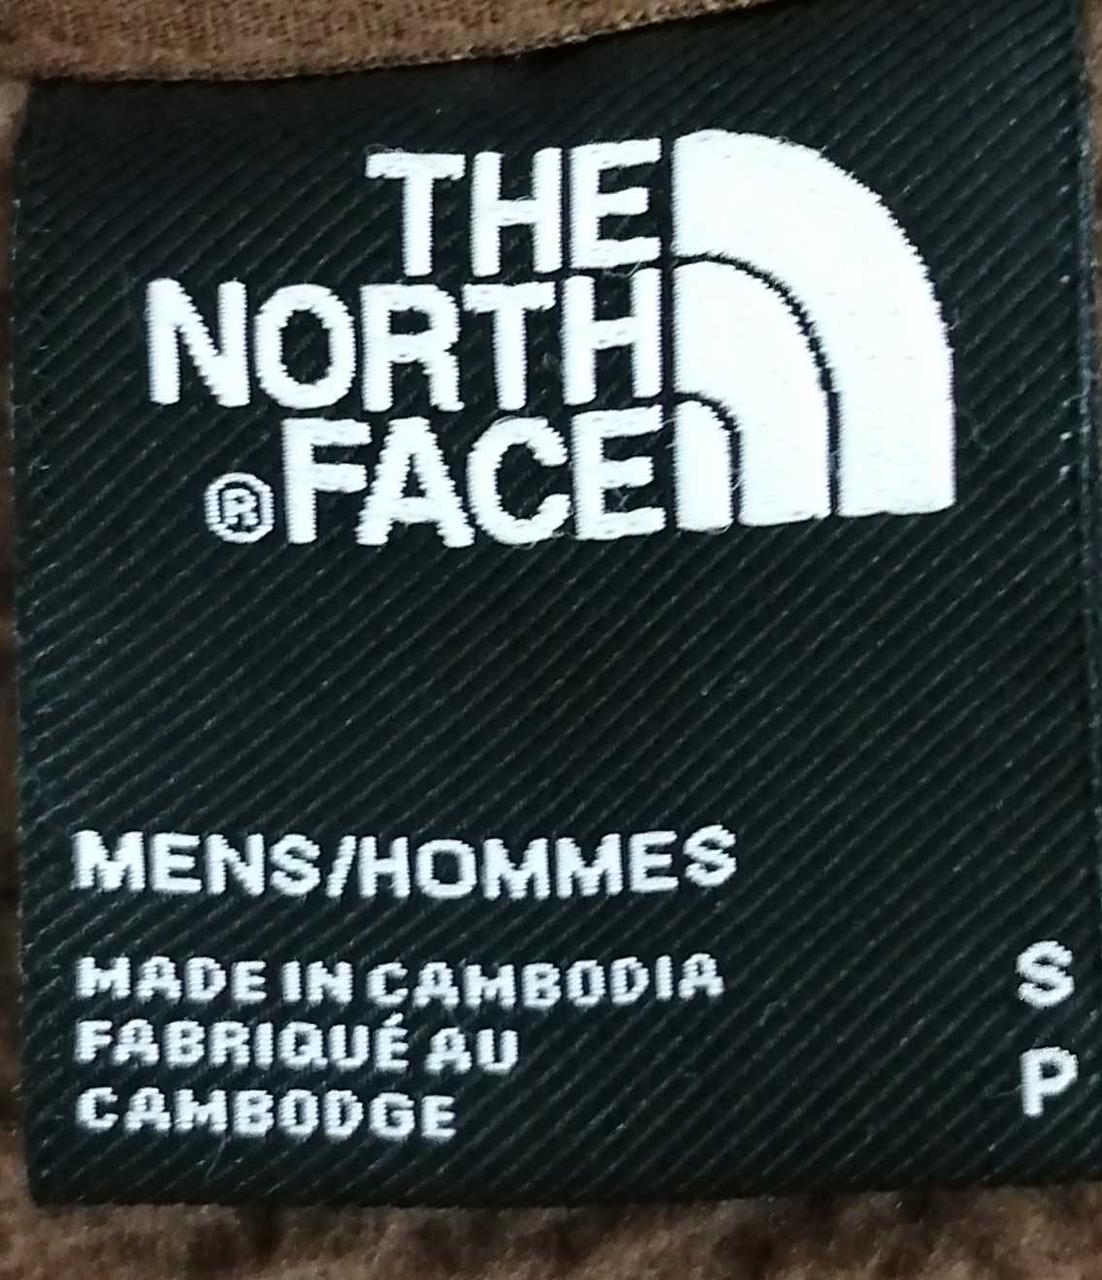 THE
NORTH
®FACE
MENS/HOMMES
MADE IN CAMBODIA S
FABRIQUÉ AU P
CAMBODGE